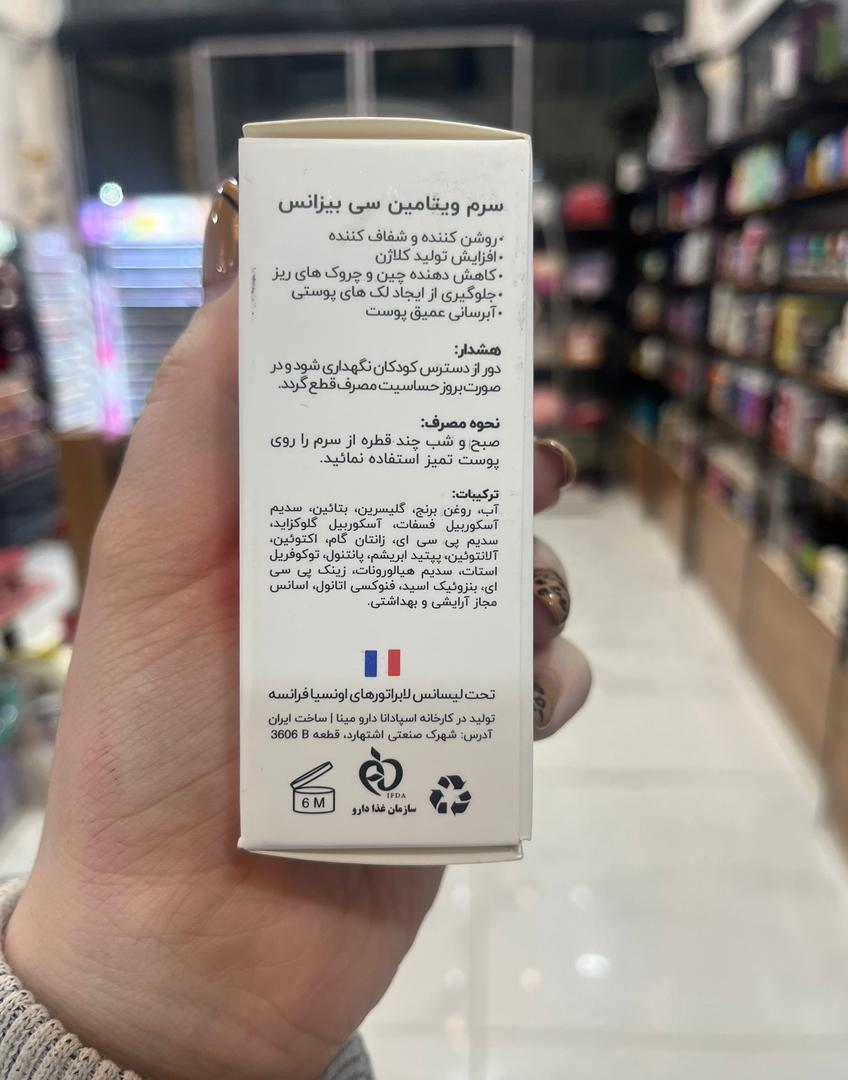 سرم ویتامین سی بیزانس
•روشن کننده و شفاف کننده
•افزایش تولید کلاژن
•کاهش دهنده چین و چروک های ریز
•جلوگیری از ایجاد لک های پوستی
•آبرسانی عمیق پوست
هشدار:
دور از دسترس کودکان نگهداری شود و در
صورت بروز حساسیت مصرف قطع گردد.
نحوه مصرف:
صبح و شب چند قطره از سرم را روی
پوست تمیز استفاده نمائید.
ترکیبات:
آب، روغن برنج، گلیسرین، بتائین، سدیم
آسکوربیل فسفات، آسکوربیل گلوکزاید،
سدیم پی سی ای، زانتان گام، اکتوئین،
آلانتوئین، پپتید ابریشم، پانتنول، توکوفریل
استات، سدیم هیالورونات، زینک پی سی
ای، بنزوئیک اسید، فنوکسی اتانول، اسانس
مجاز آرایشی و بهداشتی.
تحت لیسانس لابراتورهای اونسیا فرانسه
تولید در کارخانه اسپادانا دارو مینا | ساخت ایران
آدرس: شهرک صنعتی اشتهارد، قطعه 3606 B
6 M
IFDA
سازمان غذا دارو